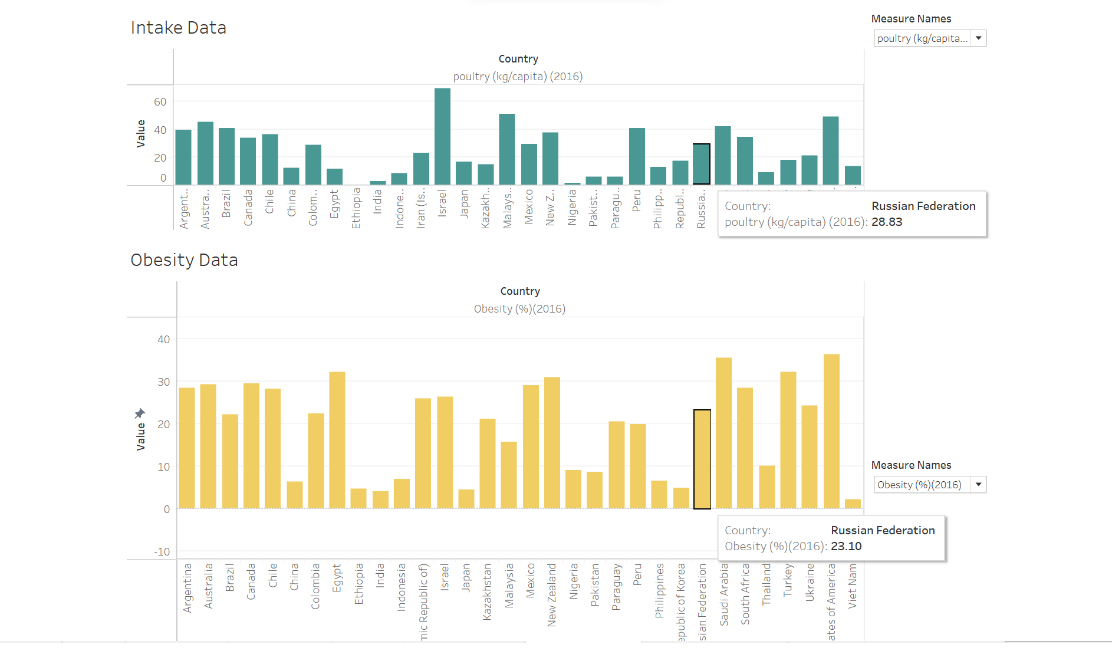 Intake Data
Measure Names
poultry (kg/capita...
Country
poultry (kg/capita) (2016)
Value
60
40
20
0
Argent..
Austra..
Brazil
Canada
Chile
China
Colom..
Egypt
Ethiopia
India
Indone..
Iran (Is..
Israel
Japan
Kazakh..
Malays..
Mexico
New Z..
Nigeria
Pakist..
Paragu..
Peru
Philipp..
Republi..
Russia..
Country: Russian Federation
poultry (kg/capita) (2016): 28.83
Obesity Data
Country
Obesity (%)(2016)
Value
40
30
20
10
0
-10
Measure Names
Obesity (%)(2016)
Country: Russian Federation
Obesity (%)(2016): 23.10
Argentina
Australia
Brazil
Canada
Chile
China
Colombia
Egypt
Ethiopia
India
Indonesia
mic Republic of)
Israel
Japan
Kazakhstan
Malaysia
Mexico
New Zealand
Nigeria
Pakistan
Paraguay
Peru
Philippines
epublic of Korea
sian Federation
Saudi Arabia
South Africa
Thailand
Turkey
Ukraine
ates of America
Viet Nam